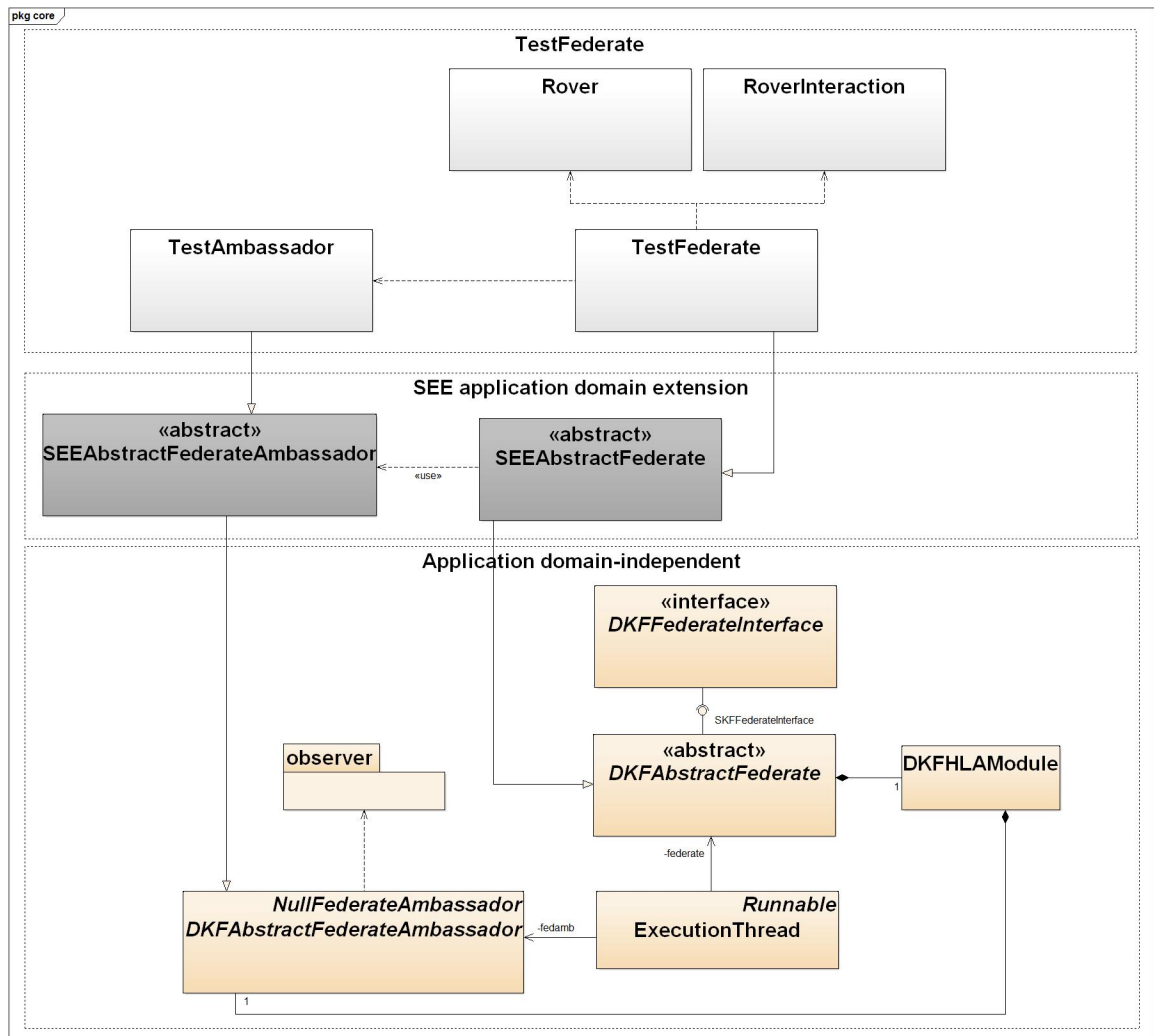 pkg core
TestFederate
Rover
RoverInteraction
TestAmbassador
TestFederate
SEE application domain extension
«abstract»
SEEAbstractFederateAmbassador
«abstract»
SEEAbstractFederate
«use»
Application domain-independent
«interface»
DKFFederateInterface
SKFFederateInterface
observer
«abstract»
DKFAbstractFederate
DKFHLAModule
1
-federate
NullFederateAmbassador
DKFAbstractFederateAmbassador
-fedamb
Runnable
ExecutionThread
1